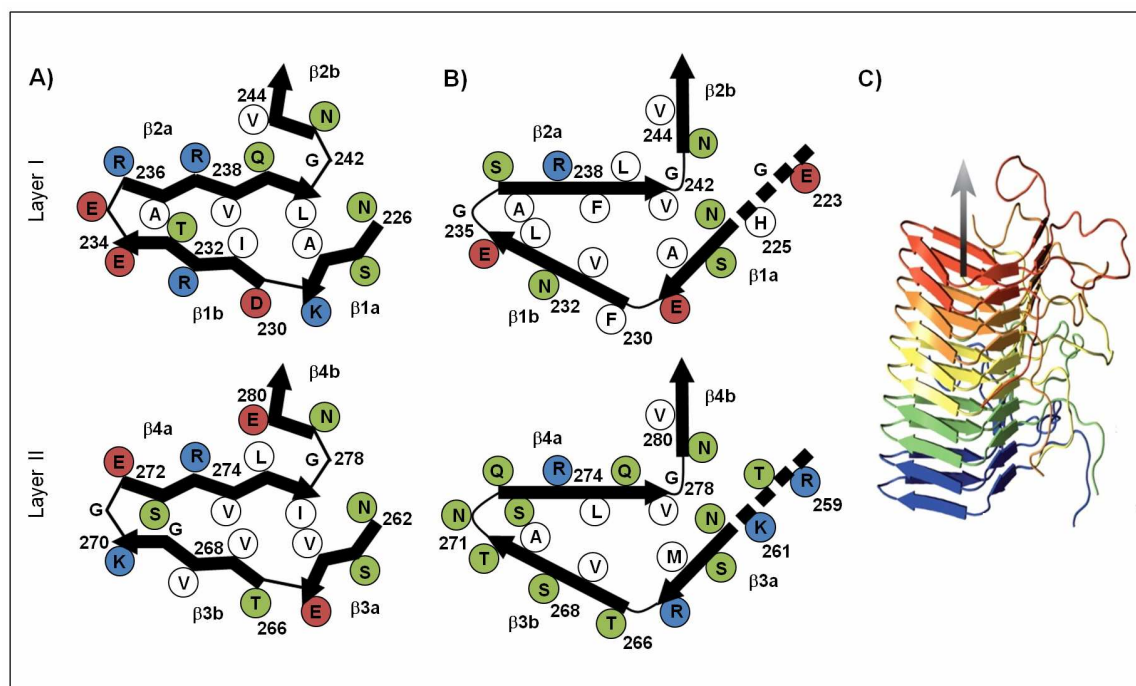 A)
B)
C)
Layer I
β2b
244
V
N
G
242
β2a
R
R
Q
236
238
E
A
T
V
L
N
226
234
232
I
A
E
R
D
K
S
β1b
230
β1a
β2b
V
244
N
β2a
S
R
L
G
238
242
G
E
223
G
235
A
L
F
V
N
H
225
E
V
A
S
N
232
F
E
β1a
β1b
230
Layer II
β4b
280
E
N
β4a
E
R
L
G
278
272
274
G
S
G
V
I
N
262
270
268
V
V
K
V
T
E
S
β3b
266
β3a
β4b
V
280
N
β4a
Q
R
Q
G
274
278
T
R
259
N
271
S
A
L
V
N
K
261
T
V
M
S
S
268
T
R
β3a
β3b
266